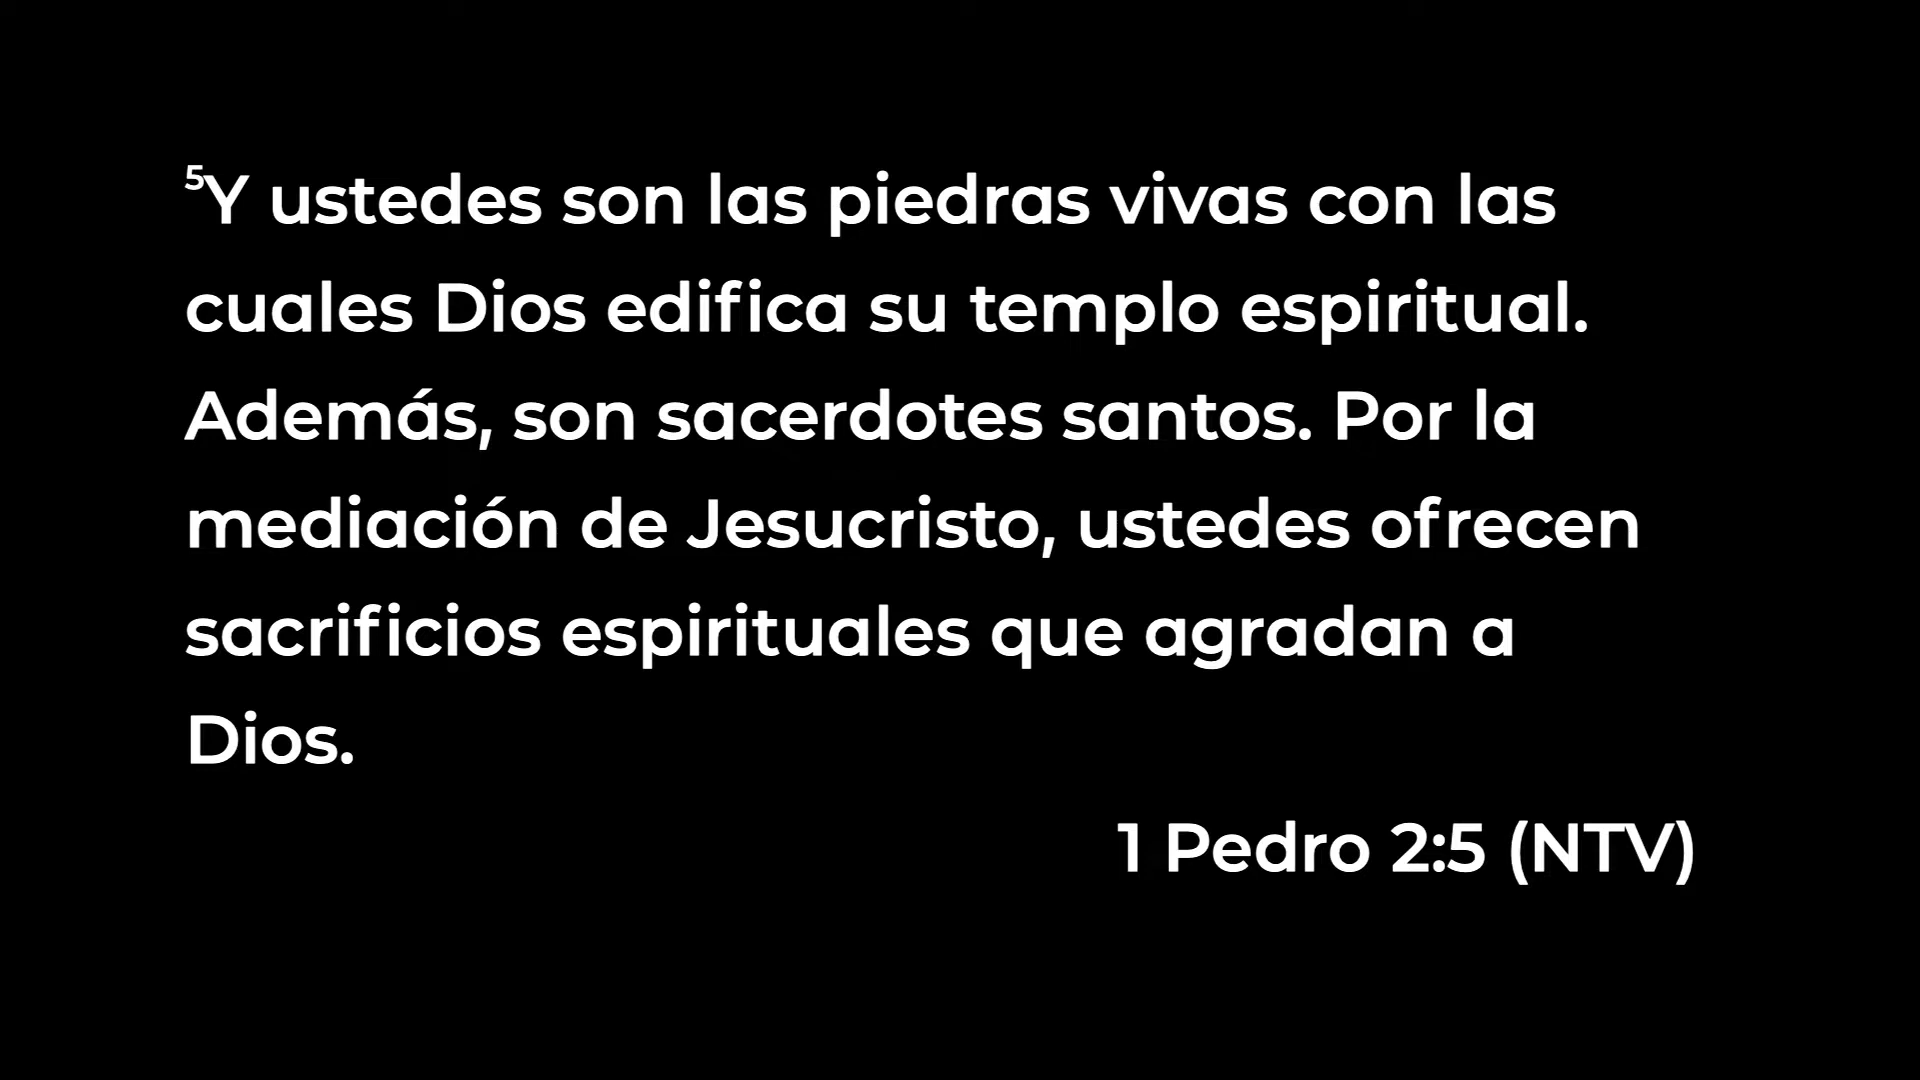 ⁵Y ustedes son las piedras vivas con las
cuales Dios edifica su templo espiritual.
Además, son sacerdotes santos. Por la
mediación de Jesucristo, ustedes ofrecen
sacrificios espirituales que agradan a
Dios.
1 Pedro 2:5 (NTV)